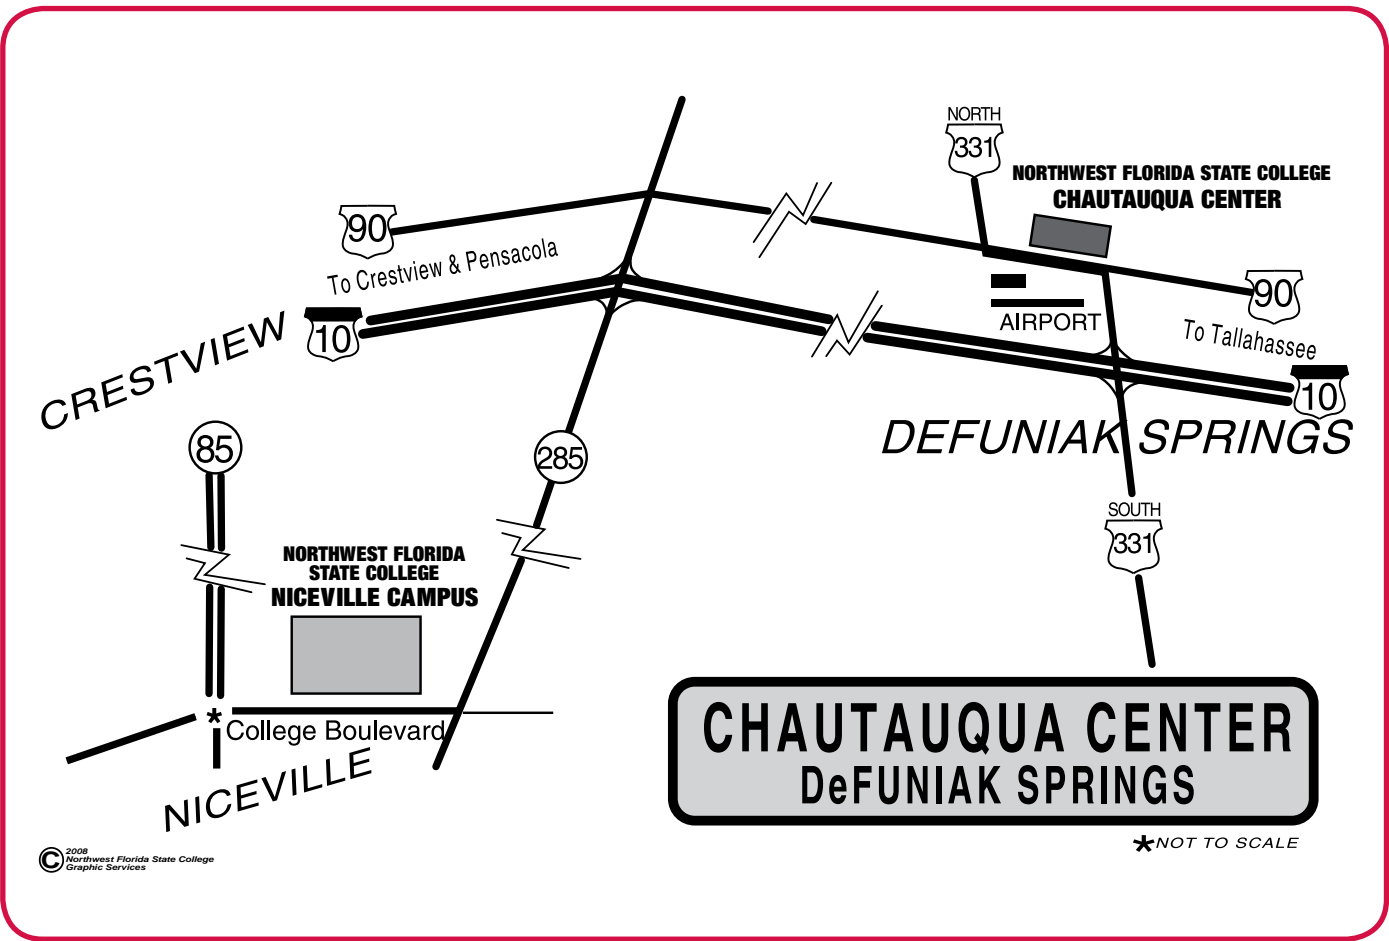 NORTH
331
NORTHWEST FLORIDA STATE COLLEGE
CHAUTAUQUA CENTER
90
To Crestview & Pensacola
10
CRESTVIEW
AIRPORT
90
To Tallahassee
10
DEFUNIAK SPRINGS
85
285
SOUTH
331
NORTHWEST FLORIDA
STATE COLLEGE
NICEVILLE CAMPUS
* College Boulevard
NICEVILLE
CHAUTAUQUA CENTER
DeFUNIAK SPRINGS
*NOT TO SCALE
© 2008
Northwest Florida State College
Graphic Services